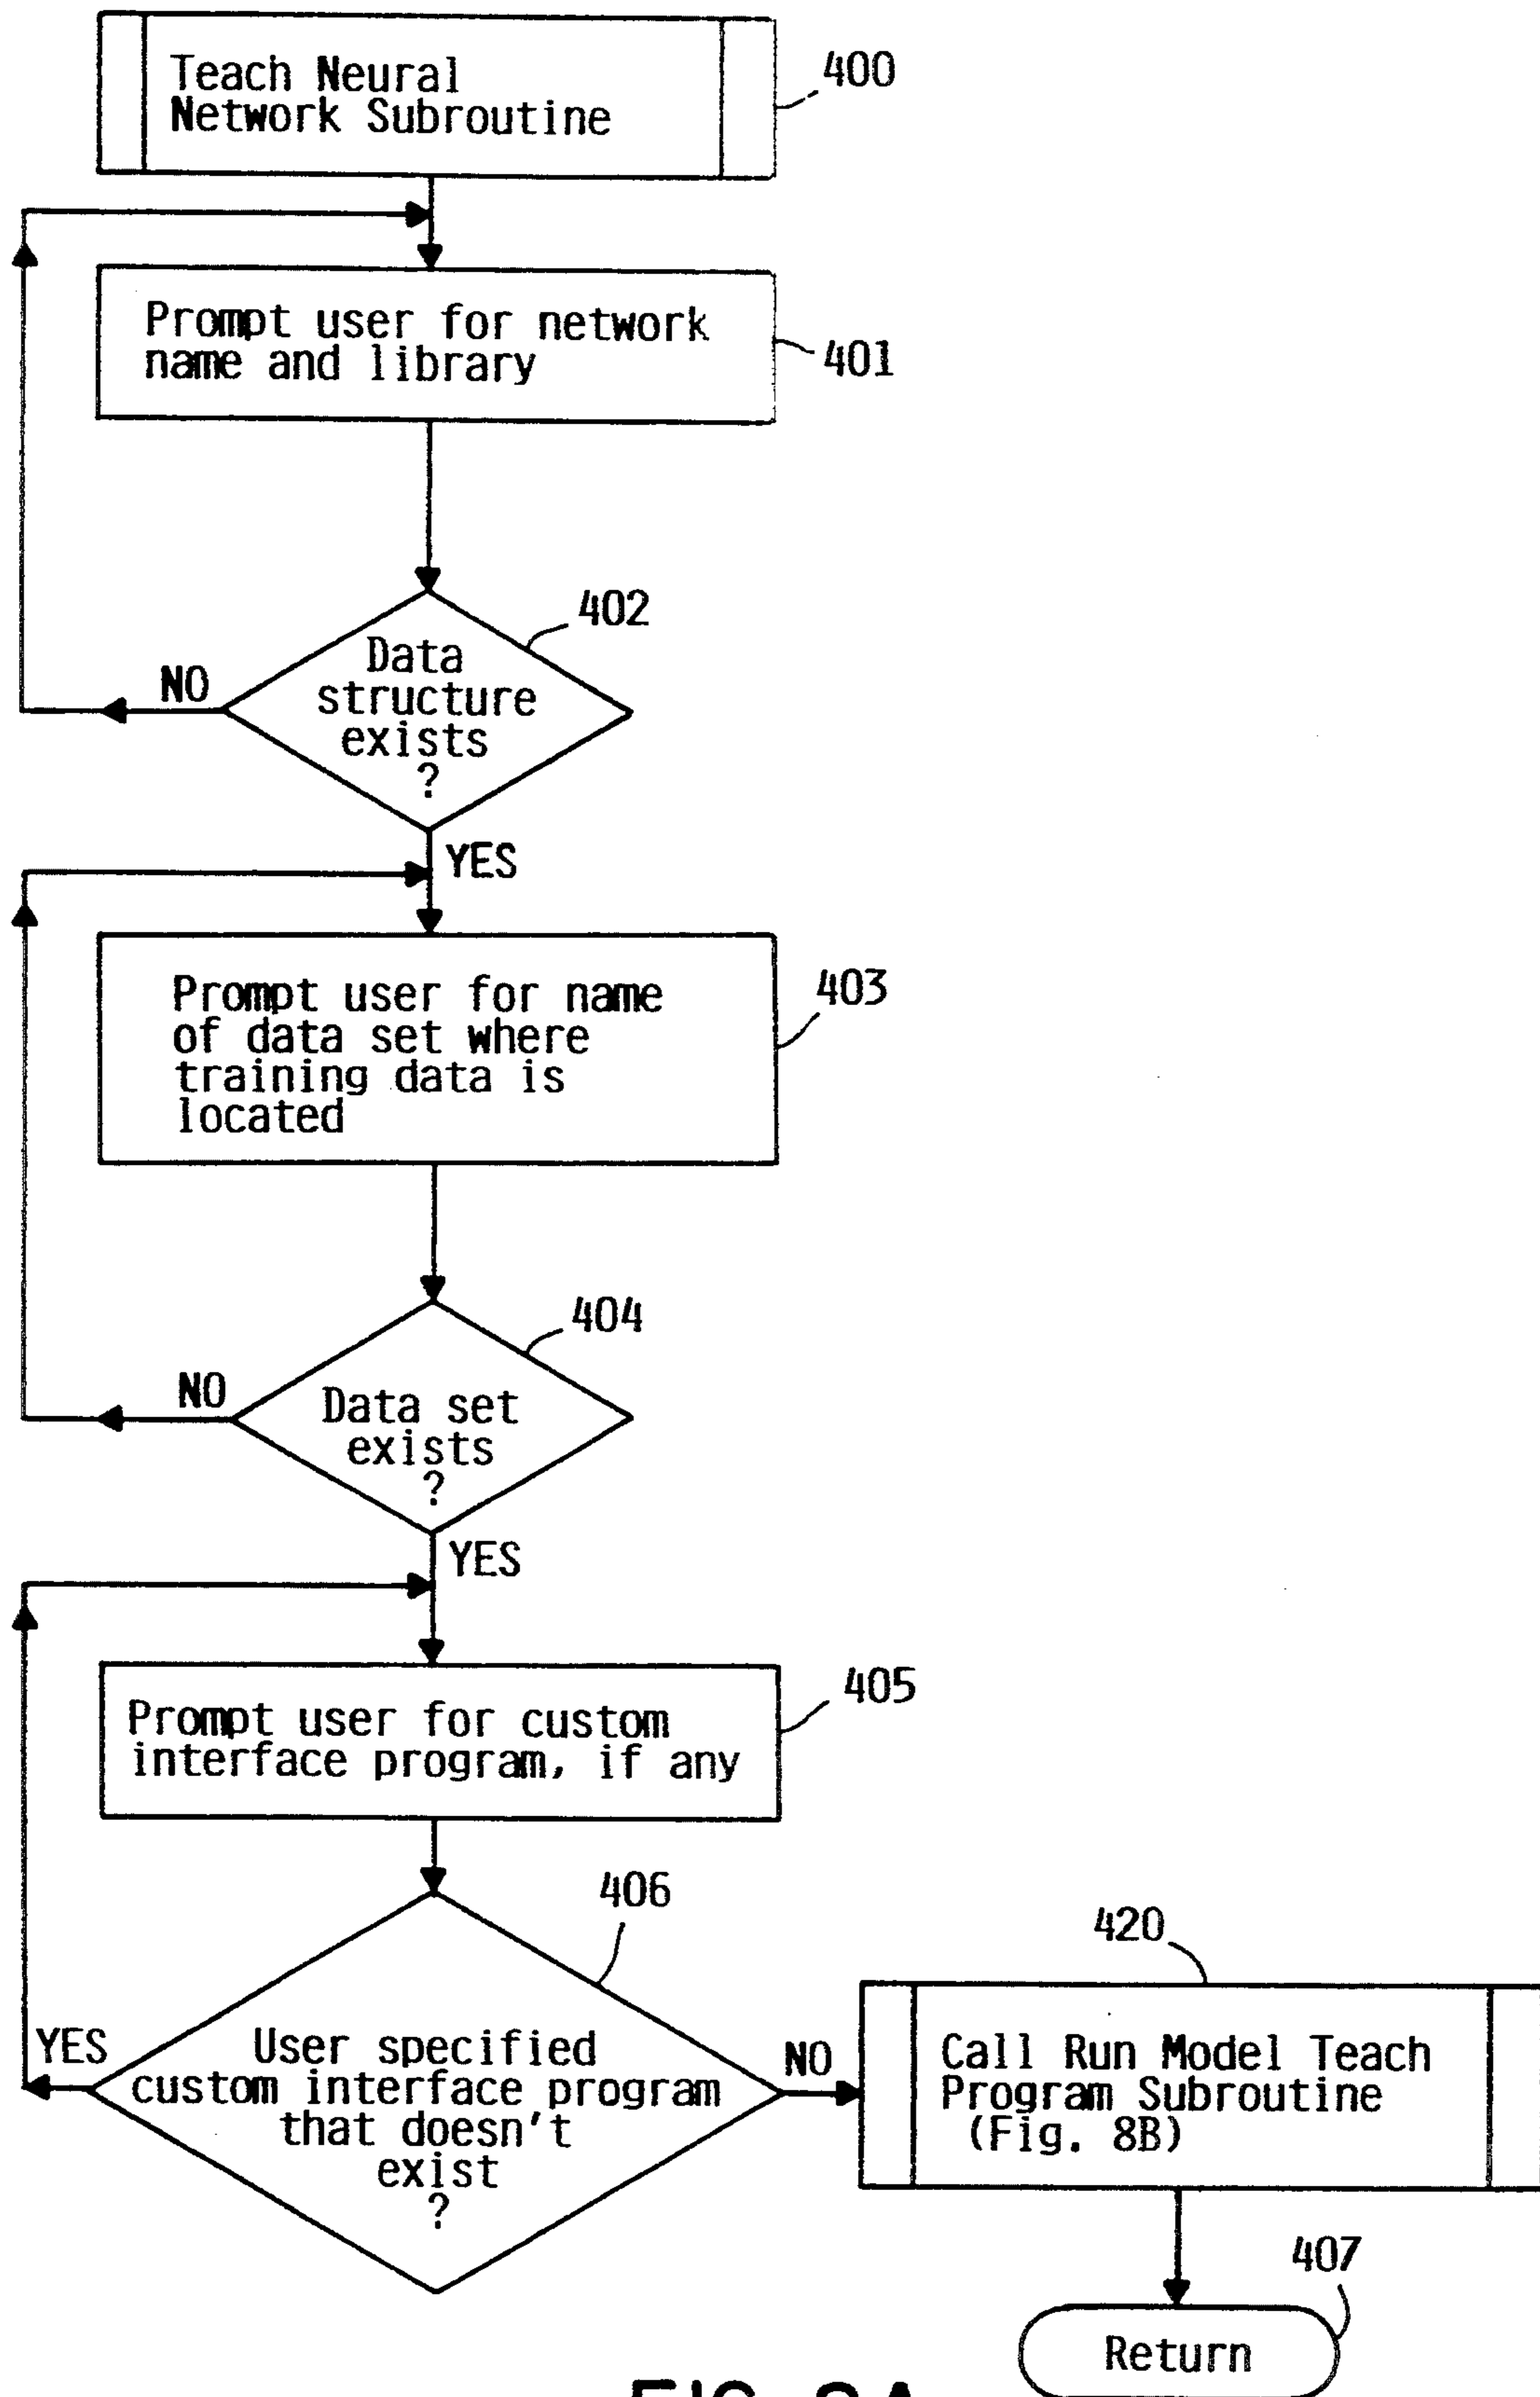 Teach Neural
Network Subroutine
400
Prompt user for network
name and library
401
402
Data
structure
exists
?
NO
YES
Prompt user for name
of data set where
training data is
located
403
404
Data set
exists
?
NO
YES
Prompt user for custom
interface program, if any
405
406
User specified
custom interface program
that doesn't
exist
?
YES
NO
420
Call Run Model Teach
Program Subroutine
(Fig. 8B)
407
Return